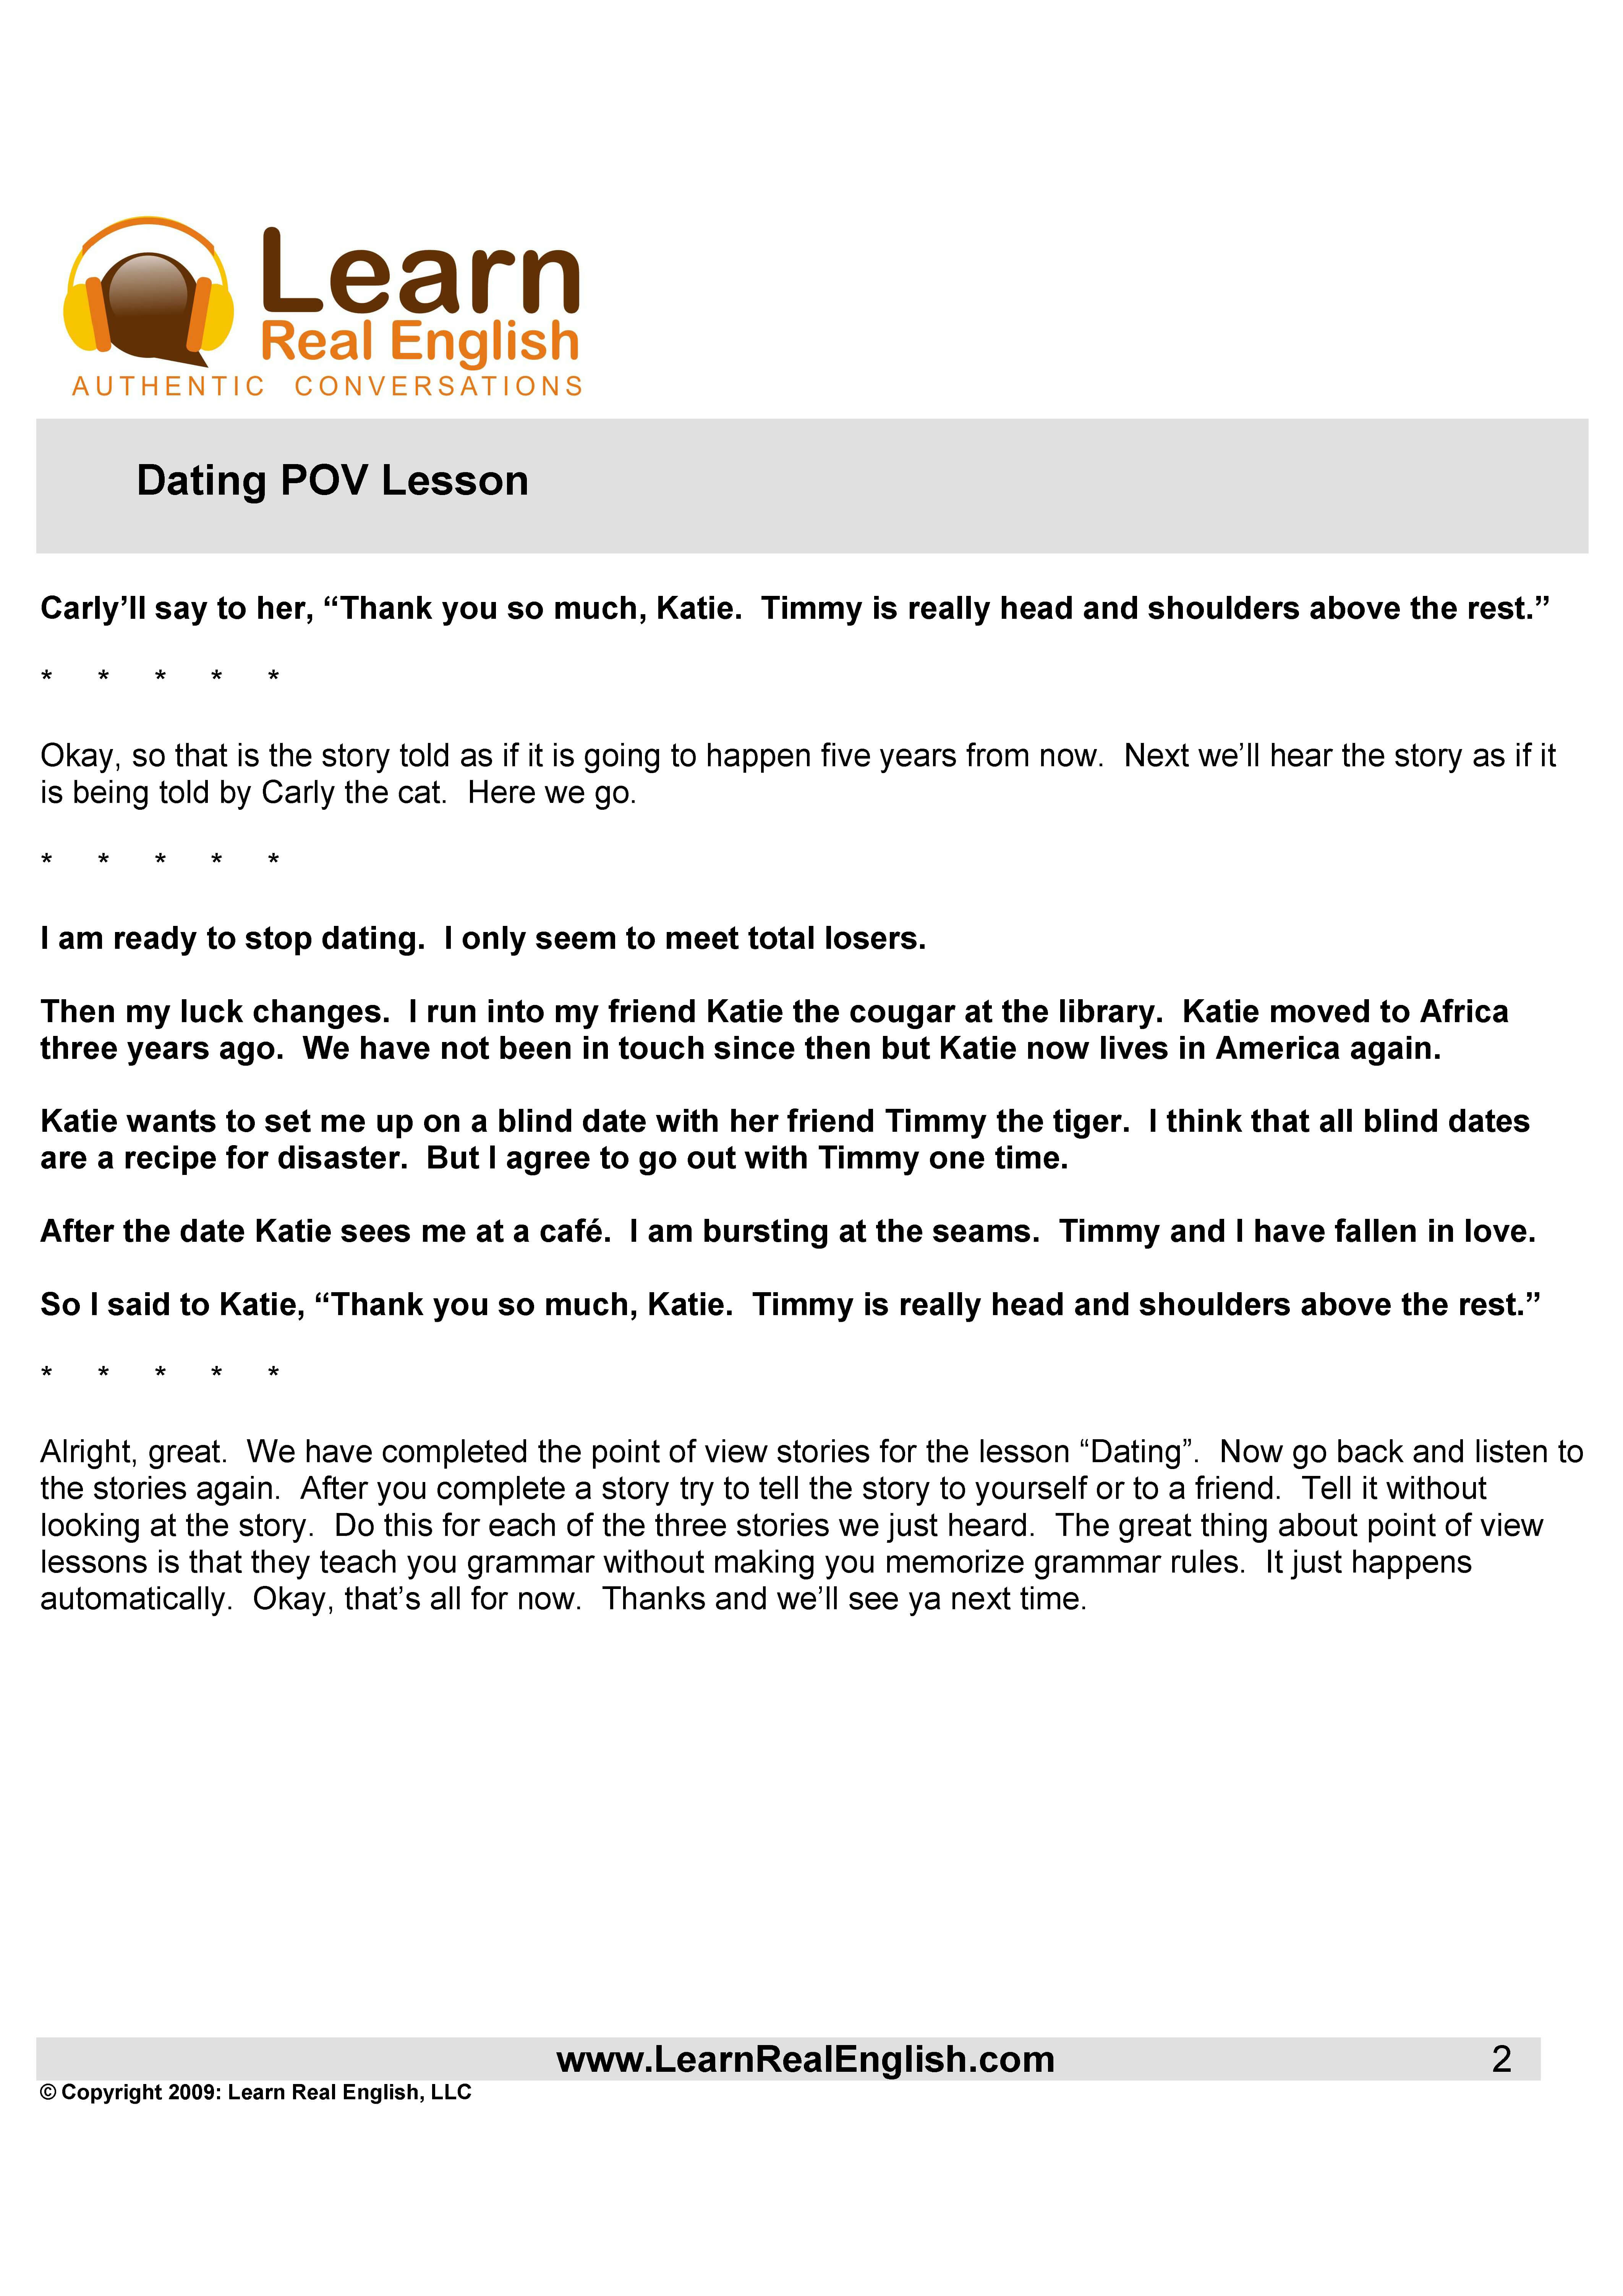 Learn
Real English
AUTHENTIC CONVERSATIONS
Dating POV Lesson
Carly’ll say to her, “Thank you so much, Katie.  Timmy is really head and shoulders above the rest.”
* * * * *
Okay, so that is the story told as if it is going to happen five years from now.  Next we’ll hear the story as if it
is being told by Carly the cat.  Here we go.
* * * * *
I am ready to stop dating.  I only seem to meet total losers.
Then my luck changes.  I run into my friend Katie the cougar at the library.  Katie moved to Africa
three years ago.  We have not been in touch since then but Katie now lives in America again.
Katie wants to set me up on a blind date with her friend Timmy the tiger.  I think that all blind dates
are a recipe for disaster.  But I agree to go out with Timmy one time.
After the date Katie sees me at a café.  I am bursting at the seams.  Timmy and I have fallen in love.
So I said to Katie, “Thank you so much, Katie.  Timmy is really head and shoulders above the rest.”
* * * * *
Alright, great.  We have completed the point of view stories for the lesson “Dating”.  Now go back and listen to
the stories again.  After you complete a story try to tell the story to yourself or to a friend.  Tell it without
looking at the story.  Do this for each of the three stories we just heard.  The great thing about point of view
lessons is that they teach you grammar without making you memorize grammar rules.  It just happens
automatically.  Okay, that’s all for now.  Thanks and we’ll see ya next time.
www.LearnRealEnglish.com 2
© Copyright 2009: Learn Real English, LLC